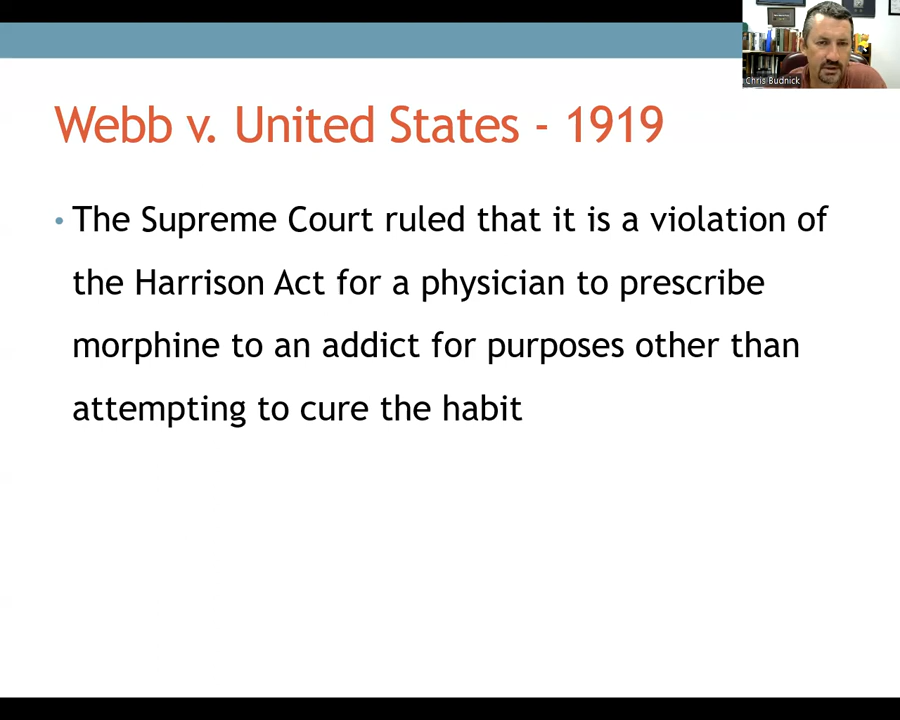 Chris Budnick
Webb v. United States - 1919
• The Supreme Court ruled that it is a violation of
the Harrison Act for a physician to prescribe
morphine to an addict for purposes other than
attempting to cure the habit